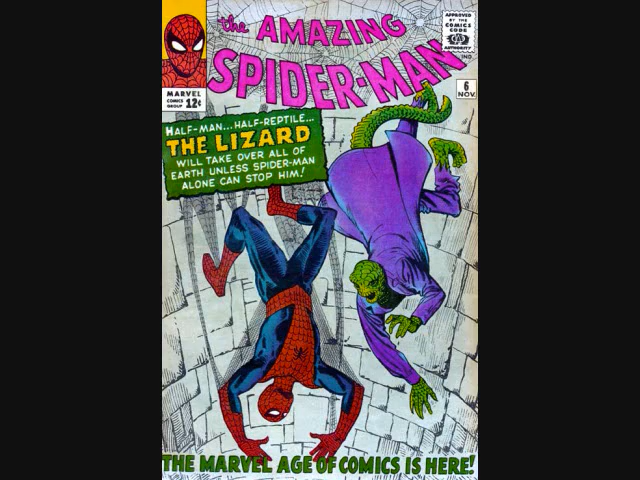 the AMAZING
SPIDER-MAN
APPROVED
BY THE
COMICS
CODE
AUTHORITY
IND.
MARVEL
COMICS
GROUP 12¢
6
NOV.
HALF-MAN...HALF-REPTILE...
THE LIZARD
WILL TAKE OVER ALL OF
EARTH UNLESS SPIDER-MAN
ALONE CAN STOP HIM!
THE MARVEL AGE OF COMICS IS HERE!